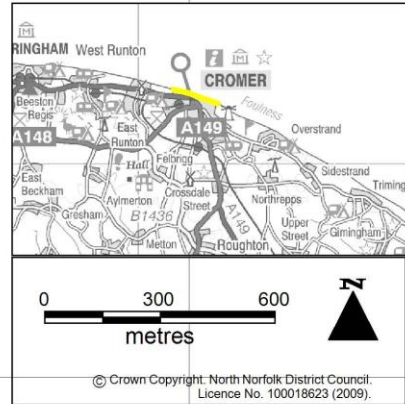 RINGHAM West Runton
CROMER
Foulness
Beeston
Regis
A148
East
Runton
A149
Overstrand
Felbrigg
Hall
East
Beckham
Aylmerton
Crossdale
Street
Sidestrand
Triming
Gresham
B1436
Metton
A149
Northrepps
Upper
Street
Gimingham
Roughton
0 300 600
metres
N
© Crown Copyright. North Norfolk District Council.
Licence No. 100018623 (2009).